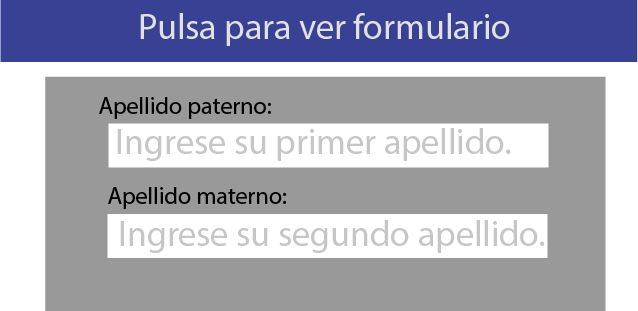 Pulsa para ver formulario
Apellido paterno:
Ingrese su primer apellido.
Apellido materno:
Ingrese su segundo apellido.